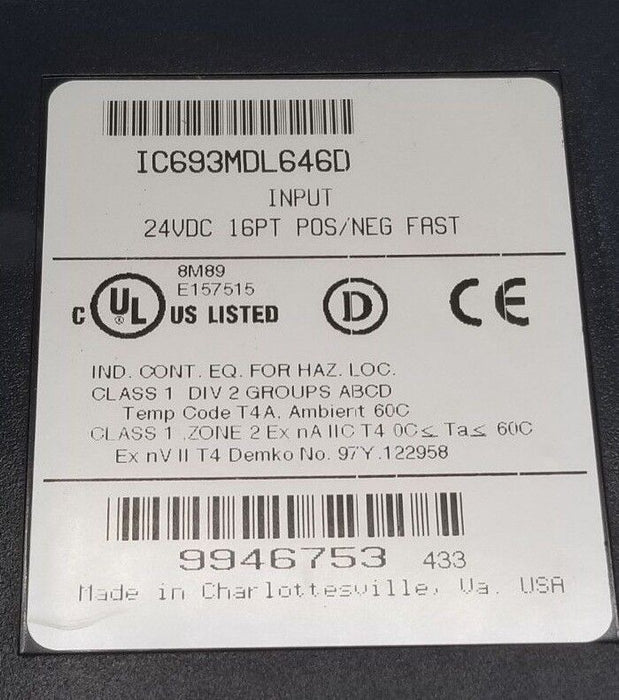 IC693MDL646D
INPUT
24VDC 16PT POS/NEG FAST
8M89
E157515
C UL ® US LISTED
D
CE
IND. CONT. EQ. FOR HAZ. LOC.
CLASS 1 DIV 2 GROUPS ABCD
Temp Code T4A. Ambient 60C
CLASS 1 .ZONE 2 Ex nA IIC T4 0C≤ Ta≤ 60C
Ex nV II T4 Demko No. 97Y.122958
9946753 433
Made in Charlottesville, Va. USA